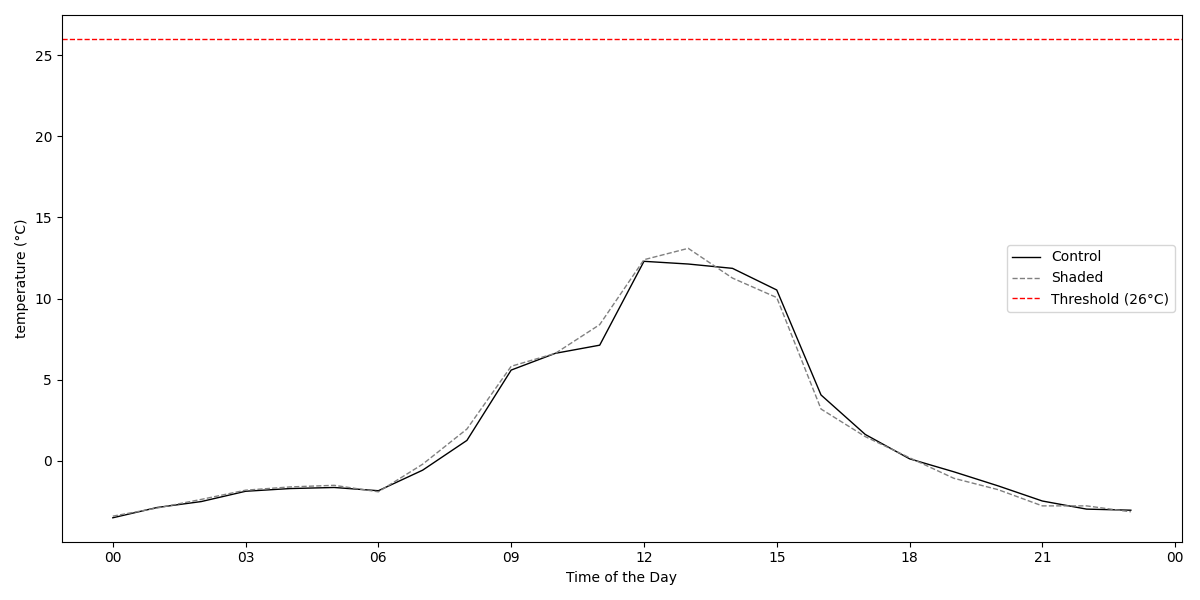 25
20
15
10
5
0
temperature (°C)
Control
Shaded
Threshold (26°C)
00 03 06 09 12 15 18 21 00
Time of the Day